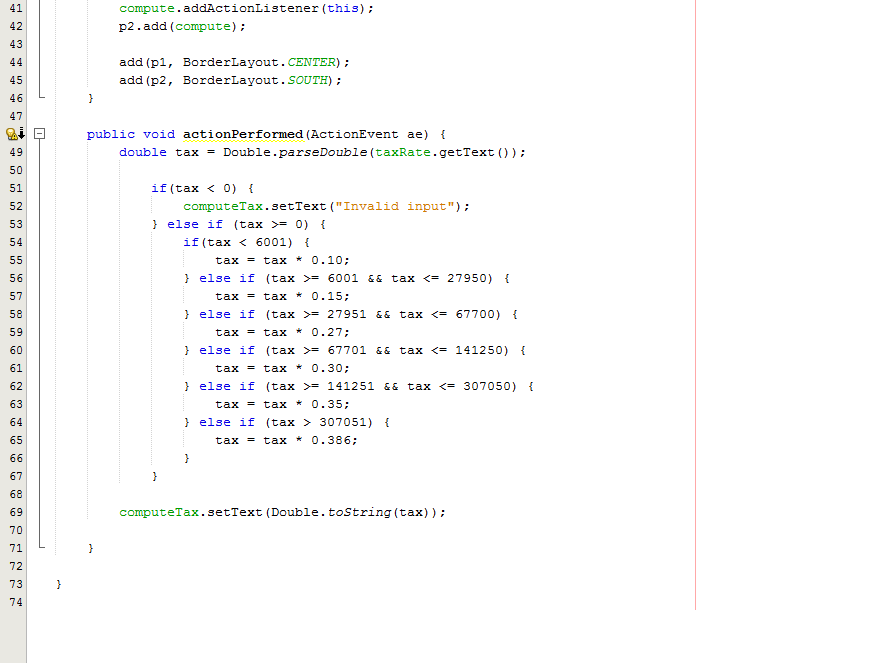 41 compute.addActionListener(this);
42 p2.add(compute);
43
44 add(p1, BorderLayout.CENTER);
45 add(p2, BorderLayout.SOUTH);
46 }
47
public void actionPerformed(ActionEvent ae) {
49 double tax = Double.parseDouble(taxRate.getText());
50
51 if(tax < 0) {
52 computeTax.setText("Invalid input");
53 } else if (tax >= 0) {
54 if(tax < 6001) {
55 tax = tax * 0.10;
56 } else if (tax >= 6001 && tax <= 27950) {
57 tax = tax * 0.15;
58 } else if (tax >= 27951 && tax <= 67700) {
59 tax = tax * 0.27;
60 } else if (tax >= 67701 && tax <= 141250) {
61 tax = tax * 0.30;
62 } else if (tax >= 141251 && tax <= 307050) {
63 tax = tax * 0.35;
64 } else if (tax > 307051) {
65 tax = tax * 0.386;
66 }
67 }
68
69 computeTax.setText(Double.toString(tax));
70
71 }
72
73 }
74